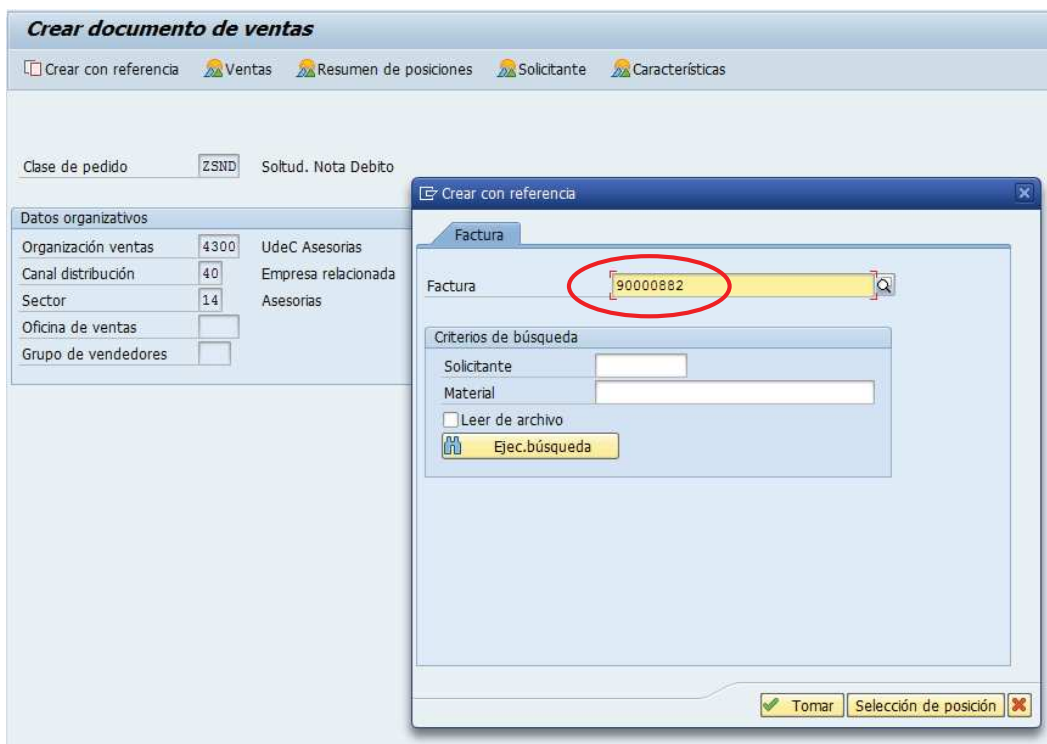 Crear documento de ventas
Crear con referencia Ventas Resumen de posiciones Solicitante Características
Clase de pedido ZSND Soltud. Nota Debito
Datos organizativos
Organización ventas 4300 UdeC Asesorias
Canal distribución 40 Empresa relacionada
Sector 14 Asesorias
Oficina de ventas
Grupo de vendedores
Crear con referencia
Factura
Factura 90000882
Criterios de búsqueda
Solicitante
Material
Leer de archivo
Ejec.búsqueda
Tomar Selección de posición